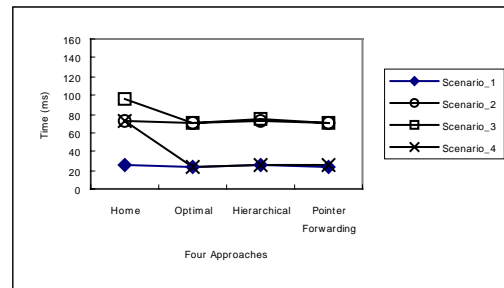 160
140
120
100
80
60
40
20
0
Time (ms)
Home
Optimal
Hierarchical
Pointer
Forwarding
Four Approaches
Scenario_1
Scenario_2
Scenario_3
Scenario_4